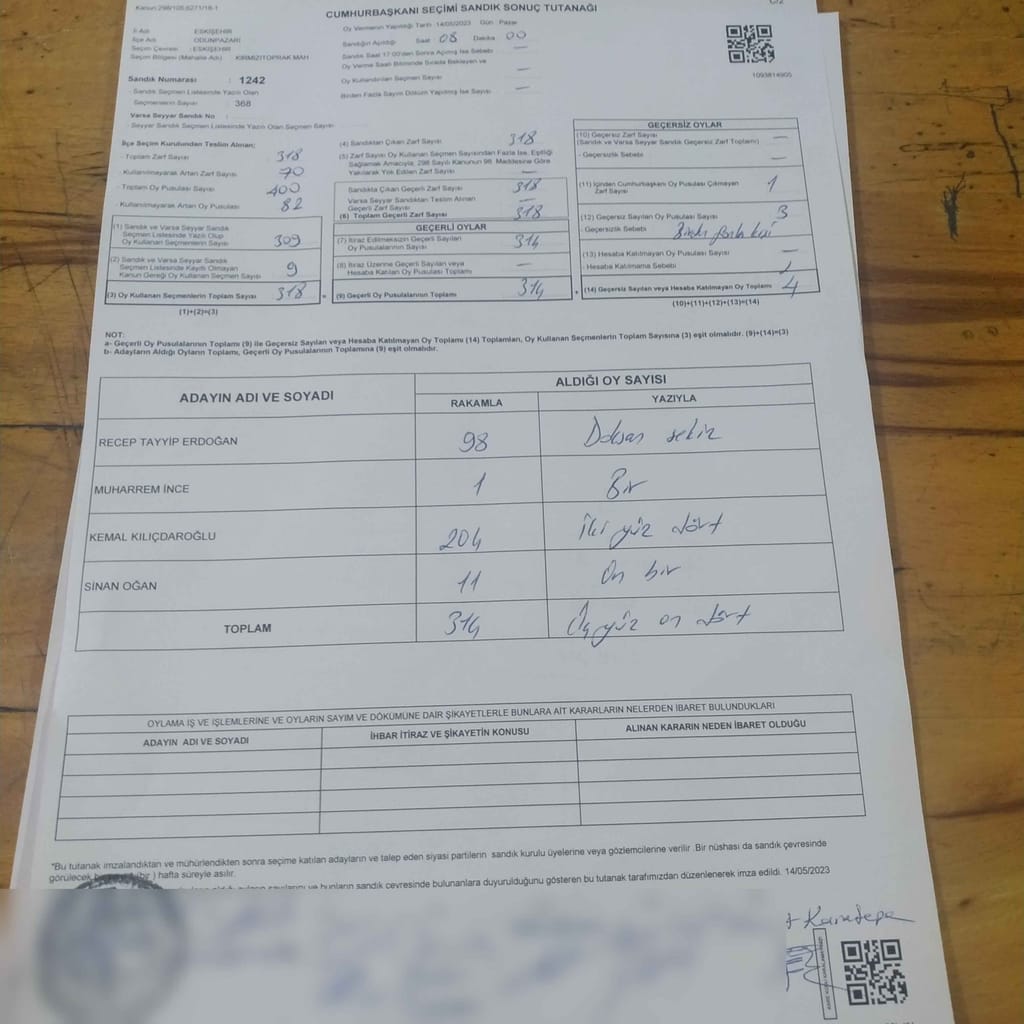 Kanun 298/105,6271/18-1
C/2
CUMHURBAŞKANI SEÇİMİ SANDIK SONUÇ TUTANAĞI
İl Adı : ESKİŞEHİR
İlçe Adı : ODUNPAZARI
Seçim Çevresi : ESKİŞEHİR
Seçim Bölgesi (Mahalle Adı) : KIRMIZITOPRAK MAH
Sandık Numarası : 1242
- Sandık Seçmen Listesinde Yazılı Olan
Seçmenlerin Sayısı : 368
Varsa Seyyar Sandık No :
- Seyyar Sandık Seçmen Listesinde Yazılı Olan Seçmen Sayısı :
Oy Vermenin Yapıldığı Tarih : 14/05/2023 Gün : Pazar
Sandığın Açıldığı Saat 08 Dakika 00
Sandık Saat 17:00'den Sonra Açılmış İse Sebebi —
Oy Verme Saati Bitiminde Sırada Bekleyen ve
Oy Kullandırılan Seçmen Sayısı —
Birden Fazla Sayım Döküm Yapılmış İse Sayısı —
1093814905
İlçe Seçim Kurulundan Teslim Alınan;
- Toplam Zarf Sayısı 318
- Kullanılmayarak Artan Zarf Sayısı 70
- Toplam Oy Pusulası Sayısı 400
- Kullanılmayarak Artan Oy Pusulası 82
(1) Sandık ve Varsa Seyyar Sandık
Seçmen Listesinde Yazılı Olup
Oy Kullanan Seçmenlerin Sayısı 309
(2) Sandık ve Varsa Seyyar Sandık
Seçmen Listesinde Kayıtlı Olmayan
Kanun Gereği Oy Kullanan Seçmen Sayısı 9
(3) Oy Kullanan Seçmenlerin Toplam Sayısı 318
(1)+(2)=(3)
(4) Sandıktan Çıkan Zarf Sayısı 318
(5) Zarf Sayısı Oy Kullanan Seçmen Sayısından Fazla İse, Eşitliği
Sağlamak Amacıyla, 298 Sayılı Kanunun 98. Maddesine Göre
Yakılarak Yok Edilen Zarf Sayısı —
Sandıkta Çıkan Geçerli Zarf Sayısı 318
Varsa Seyyar Sandıktan Teslim Alınan
Geçerli Zarf Sayısı —
(6) Toplam Geçerli Zarf Sayısı 318
GEÇERLİ OYLAR
(7) İtiraz Edilmeksizin Geçerli Sayılan
Oy Pusulalarının Sayısı 314
(8) İtiraz Üzerine Geçerli Sayılan veya
Hesaba Katılan Oy Pusulası Toplamı —
(9) Geçerli Oy Pusulalarının Toplamı 314
GEÇERSİZ OYLAR
(10) Geçersiz Zarf Sayısı
(Sandık ve Varsa Seyyar Sandık Geçersiz Zarf Toplamı) —
- Geçersizlik Sebebi —
(11) İçinden Cumhurbaşkanı Oy Pusulası Çıkmayan
Zarf Sayısı 1
(12) Geçersiz Sayılan Oy Pusulası Sayısı 3
- Geçersizlik Sebebi
(13) Hesaba Katılmayan Oy Pusulası Sayısı —
- Hesaba Katılmama Sebebi
(14) Geçersiz Sayılan veya Hesaba Katılmayan Oy Toplamı 4
(10)+(11)+(12)+(13)=(14)
NOT:
a- Geçerli Oy Pusulalarının Toplamı (9) ile Geçersiz Sayılan veya Hesaba Katılmayan Oy Toplamı (14) Toplamları, Oy Kullanan Seçmenlerin Toplam Sayısına (3) eşit olmalıdır. (9)+(14)=(3)
b- Adayların Aldığı Oyların Toplamı, Geçerli Oy Pusulalarının Toplamına (9) eşit olmalıdır.
ADAYIN ADI VE SOYADI
ALDIĞI OY SAYISI
RAKAMLA YAZIYLA
RECEP TAYYİP ERDOĞAN 98 Doksan sekiz
MUHARREM İNCE 1 Bir
KEMAL KILIÇDAROĞLU 204 İki yüz dört
SİNAN OĞAN 11 On bir
TOPLAM 314 Üç yüz on dört
OYLAMA İŞ VE İŞLEMLERİNE VE OYLARIN SAYIM VE DÖKÜMÜNE DAİR ŞİKAYETLERLE BUNLARA AİT KARARLARIN NELERDEN İBARET BULUNDUKLARI
ADAYIN ADI VE SOYADI İHBAR İTİRAZ VE ŞİKAYETİN KONUSU ALINAN KARARIN NEDEN İBARET OLDUĞU
"Bu tutanak imzalandıktan ve mühürlendikten sonra seçime katılan adayların ve talep eden siyasi partilerin sandık kurulu üyelerine veya gözlemcilerine verilir .Bir nüshası da sandık çevresinde
görülecek (bir ) hafta süreyle asılır.
sayılarını ve bunların sandık çevresinde bulunanlara duyurulduğunu gösteren bu tutanak tarafımızdan düzenlenerek imza edildi. 14/05/2023
Karatepe